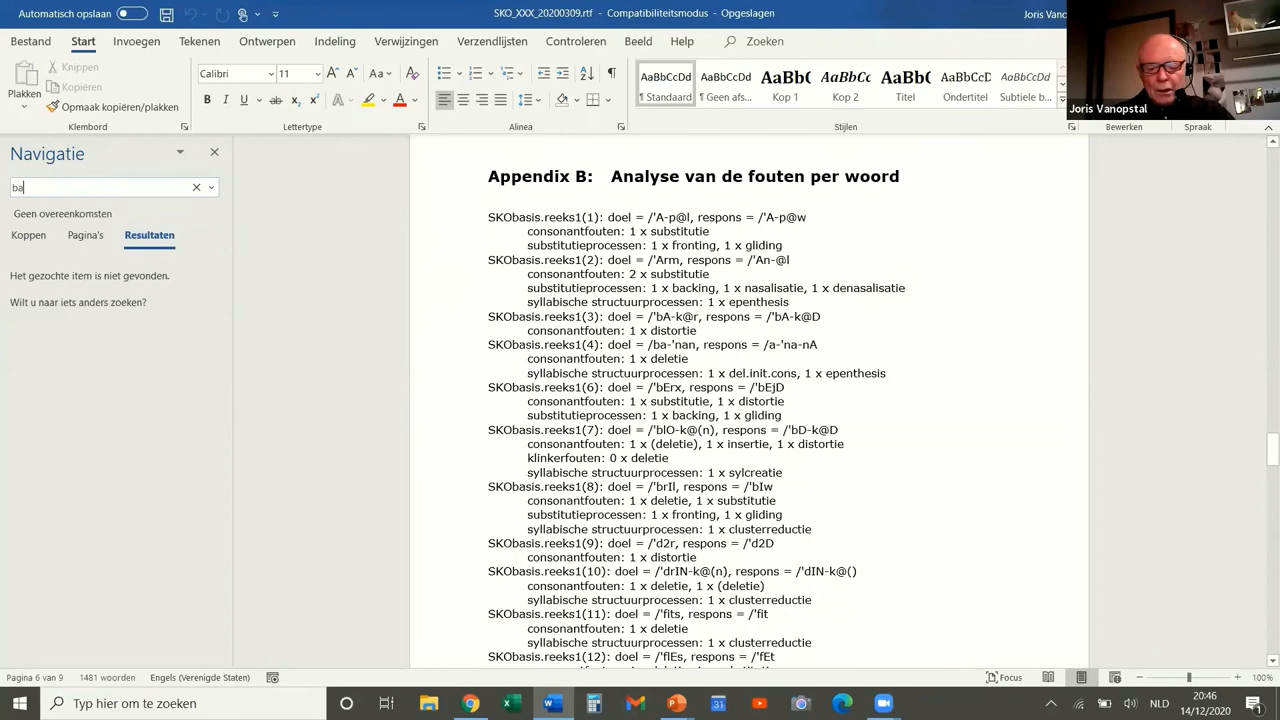 Automatisch opslaan
SKO_XXX_20200309.rtf - Compatibiliteitsmodus - Opgeslagen
Joris Vanc
Bestand Start Invoegen Tekenen Ontwerpen Indeling Verwijzingen Verzendlijsten Controleren Beeld Help Zoeken
Plakken
Knippen
Kopiëren
Opmaak kopiëren/plakken
Klembord
Calibri 11
Lettertype
Alinea
AaBbCcDd AaBbCcDd AaBbC AaBbCc AaBbC AaBbCcD AaBbCcDd
¶ Standaard ¶ Geen afs... Kop 1 Kop 2 Titel Ondertitel Subtiele b...
Stijlen
Bewerken
Spraak
Joris Vanopstal
Navigatie
ba
Geen overeenkomsten
Koppen Pagina's Resultaten
Het gezochte item is niet gevonden.
Wilt u naar iets anders zoeken?
Appendix B: Analyse van de fouten per woord
SKObasis.reeks1(1): doel = /'A-p@l, respons = /'A-p@w
consonantfouten: 1 x substitutie
substitutieprocessen: 1 x fronting, 1 x gliding
SKObasis.reeks1(2): doel = /'Arm, respons = /'An-@l
consonantfouten: 2 x substitutie
substitutieprocessen: 1 x backing, 1 x nasalisatie, 1 x denasalisatie
syllabische structuurprocessen: 1 x epenthesis
SKObasis.reeks1(3): doel = /'bA-k@r, respons = /'bA-k@D
consonantfouten: 1 x distortie
SKObasis.reeks1(4): doel = /ba-'nan, respons = /a-'na-nA
consonantfouten: 1 x deletie
syllabische structuurprocessen: 1 x del.init.cons, 1 x epenthesis
SKObasis.reeks1(6): doel = /'bErx, respons = /'bEjD
consonantfouten: 1 x substitutie, 1 x distortie
substitutieprocessen: 1 x backing, 1 x gliding
SKObasis.reeks1(7): doel = /'blO-k@(n), respons = /'bD-k@D
consonantfouten: 1 x (deletie), 1 x insertie, 1 x distortie
klinkerfouten: 0 x deletie
syllabische structuurprocessen: 1 x sylcreatie
SKObasis.reeks1(8): doel = /'brIl, respons = /'bIw
consonantfouten: 1 x deletie, 1 x substitutie
substitutieprocessen: 1 x fronting, 1 x gliding
syllabische structuurprocessen: 1 x clusterreductie
SKObasis.reeks1(9): doel = /'d2r, respons = /'d2D
consonantfouten: 1 x distortie
SKObasis.reeks1(10): doel = /'drIN-k@(n), respons = /'dIN-k@()
consonantfouten: 1 x deletie, 1 x (deletie)
syllabische structuurprocessen: 1 x clusterreductie
SKObasis.reeks1(11): doel = /'fits, respons = /'fit
consonantfouten: 1 x deletie
syllabische structuurprocessen: 1 x clusterreductie
SKObasis.reeks1(12): doel = /'flEs, respons = /'fEt
Pagina 6 van 9 1481 woorden Engels (Verenigde Staten) Focus 100%
Typ hier om te zoeken
20:46
14/12/2020